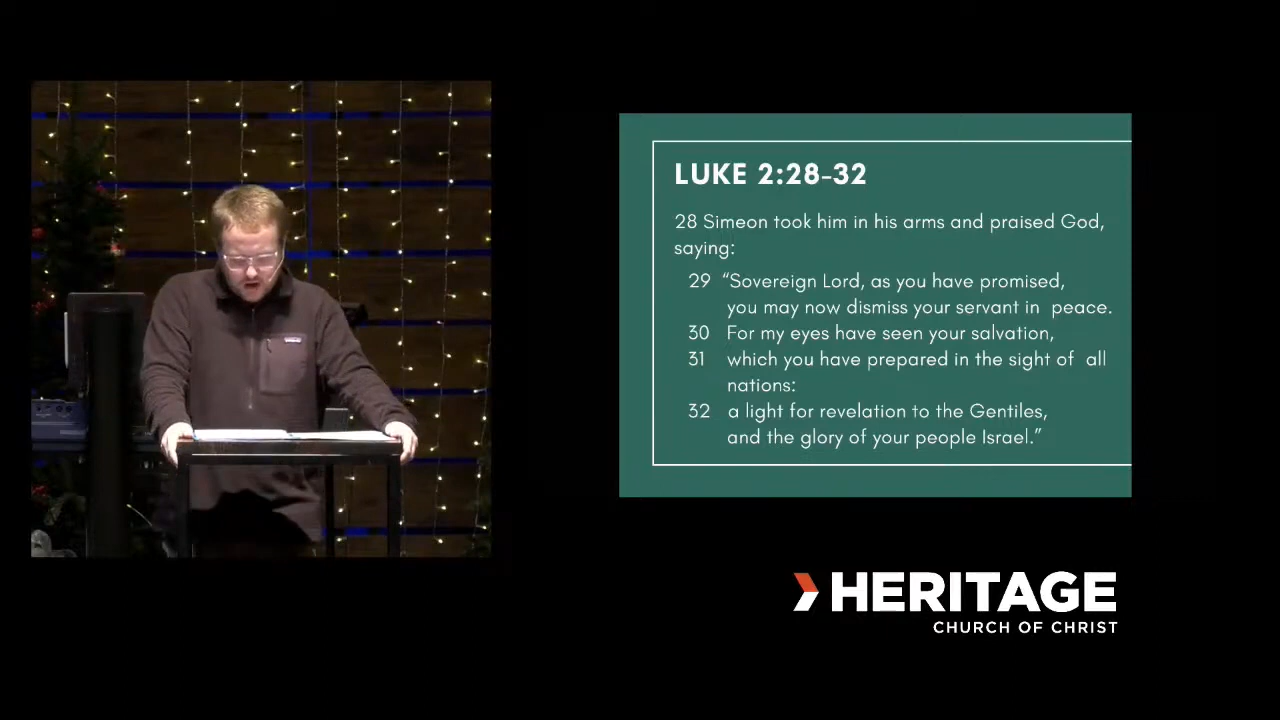 LUKE 2:28-32
28 Simeon took him in his arms and praised God,
saying:
29 “Sovereign Lord, as you have promised,
you may now dismiss your servant in peace.
30 For my eyes have seen your salvation,
31 which you have prepared in the sight of all
nations:
32 a light for revelation to the Gentiles,
and the glory of your people Israel.”
HERITAGE
CHURCH OF CHRIST